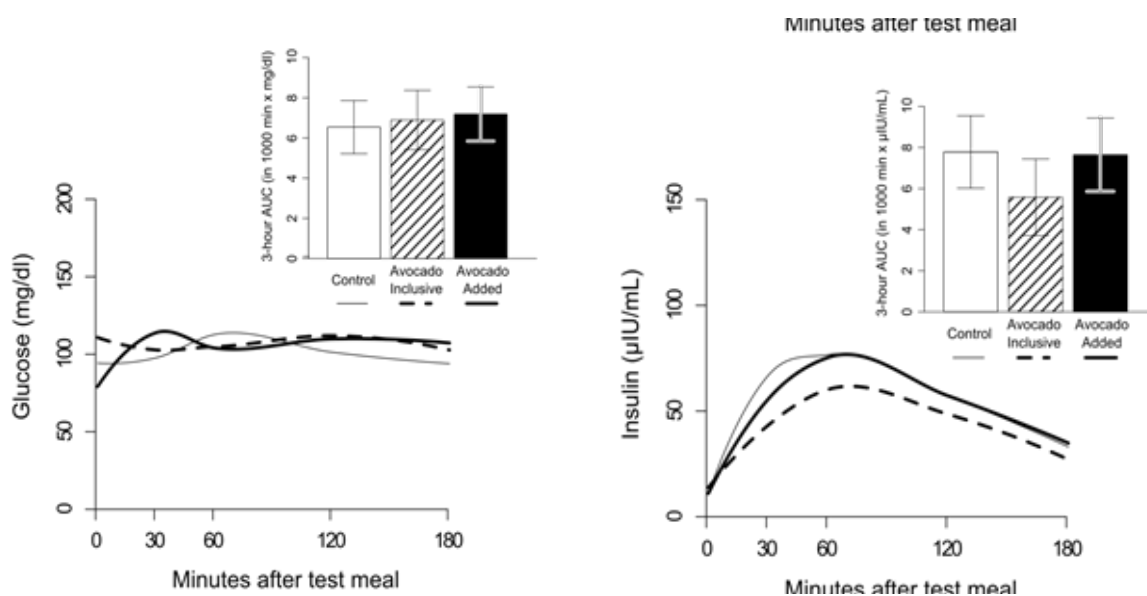 Minutes after test meal
3-hour AUC (in 1000 min x mg/dl)
10
8
6
4
2
0
Control
Avocado Inclusive
Avocado Added
Glucose (mg/dl)
200
150
100
50
0
0 30 60 120 180
Minutes after test meal
3-hour AUC (in 1000 min x µIU/mL)
10
8
6
4
2
0
Control
Avocado Inclusive
Avocado Added
Insulin (µIU/mL)
150
100
50
0
0 30 60 120 180
Minutes after test meal